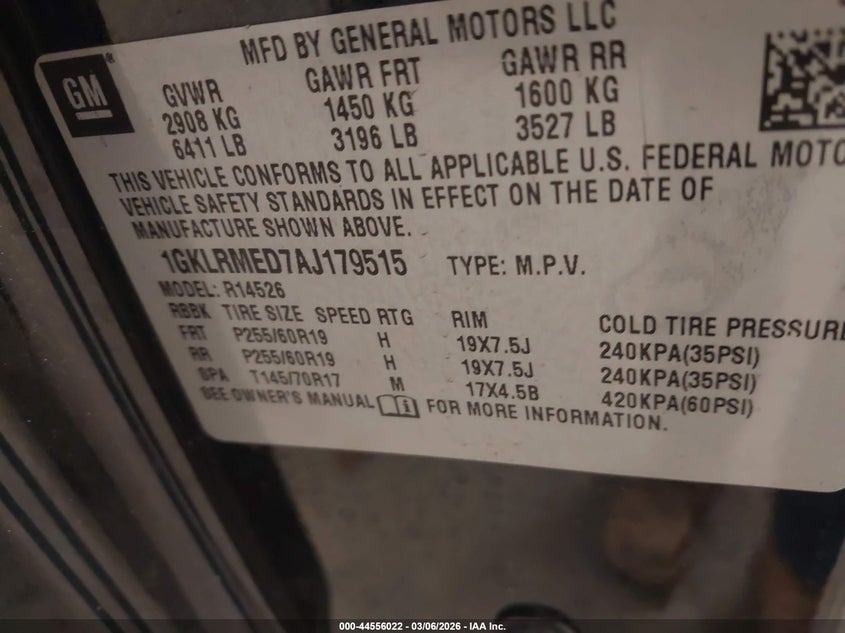 MFD BY GENERAL MOTORS LLC
GM®
GVWR GAWR FRT GAWR RR
2908 KG 1450 KG 1600 KG
6411 LB 3196 LB 3527 LB
THIS VEHICLE CONFORMS TO ALL APPLICABLE U.S. FEDERAL MOTO
VEHICLE SAFETY STANDARDS IN EFFECT ON THE DATE OF
MANUFACTURE SHOWN ABOVE.
1GKLRMED7AJ179515 TYPE: M.P.V.
MODEL: R14526
RBBK TIRE SIZE SPEED RTG RIM COLD TIRE PRESSURE
FRT P255/60R19 H 19X7.5J 240KPA(35PSI)
RR P255/60R19 H 19X7.5J 240KPA(35PSI)
SPA T145/70R17 M 17X4.5B 420KPA(60PSI)
SEE OWNER'S MANUAL FOR MORE INFORMATION.
000-44556022 - 03/06/2026 - IAA Inc.